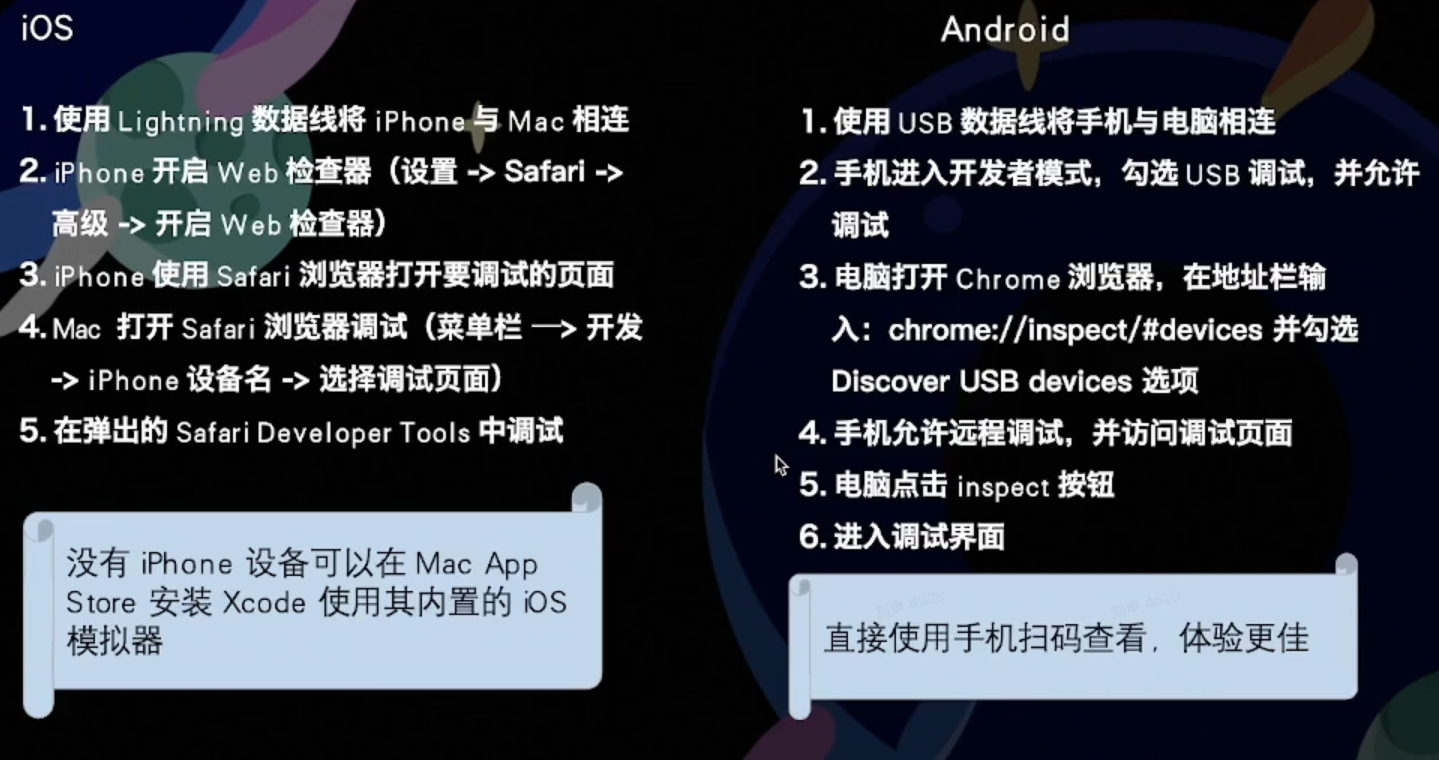 iOS
1. 使用 Lightning 数据线将 iPhone 与 Mac 相连
2. iPhone 开启 Web 检查器（设置 -> Safari ->
高级 -> 开启 Web 检查器）
3. iPhone 使用 Safari 浏览器打开要调试的页面
4. Mac 打开 Safari 浏览器调试（菜单栏 —> 开发
-> iPhone 设备名 -> 选择调试页面）
5. 在弹出的 Safari Developer Tools 中调试
没有 iPhone 设备可以在 Mac App
Store 安装 Xcode 使用其内置的 iOS
模拟器
Android
1. 使用 USB 数据线将手机与电脑相连
2. 手机进入开发者模式，勾选 USB 调试，并允许
调试
3. 电脑打开 Chrome 浏览器，在地址栏输
入：chrome://inspect/#devices 并勾选
Discover USB devices 选项
4. 手机允许远程调试，并访问调试页面
5. 电脑点击 inspect 按钮
6. 进入调试界面
直接使用手机扫码查看，体验更佳